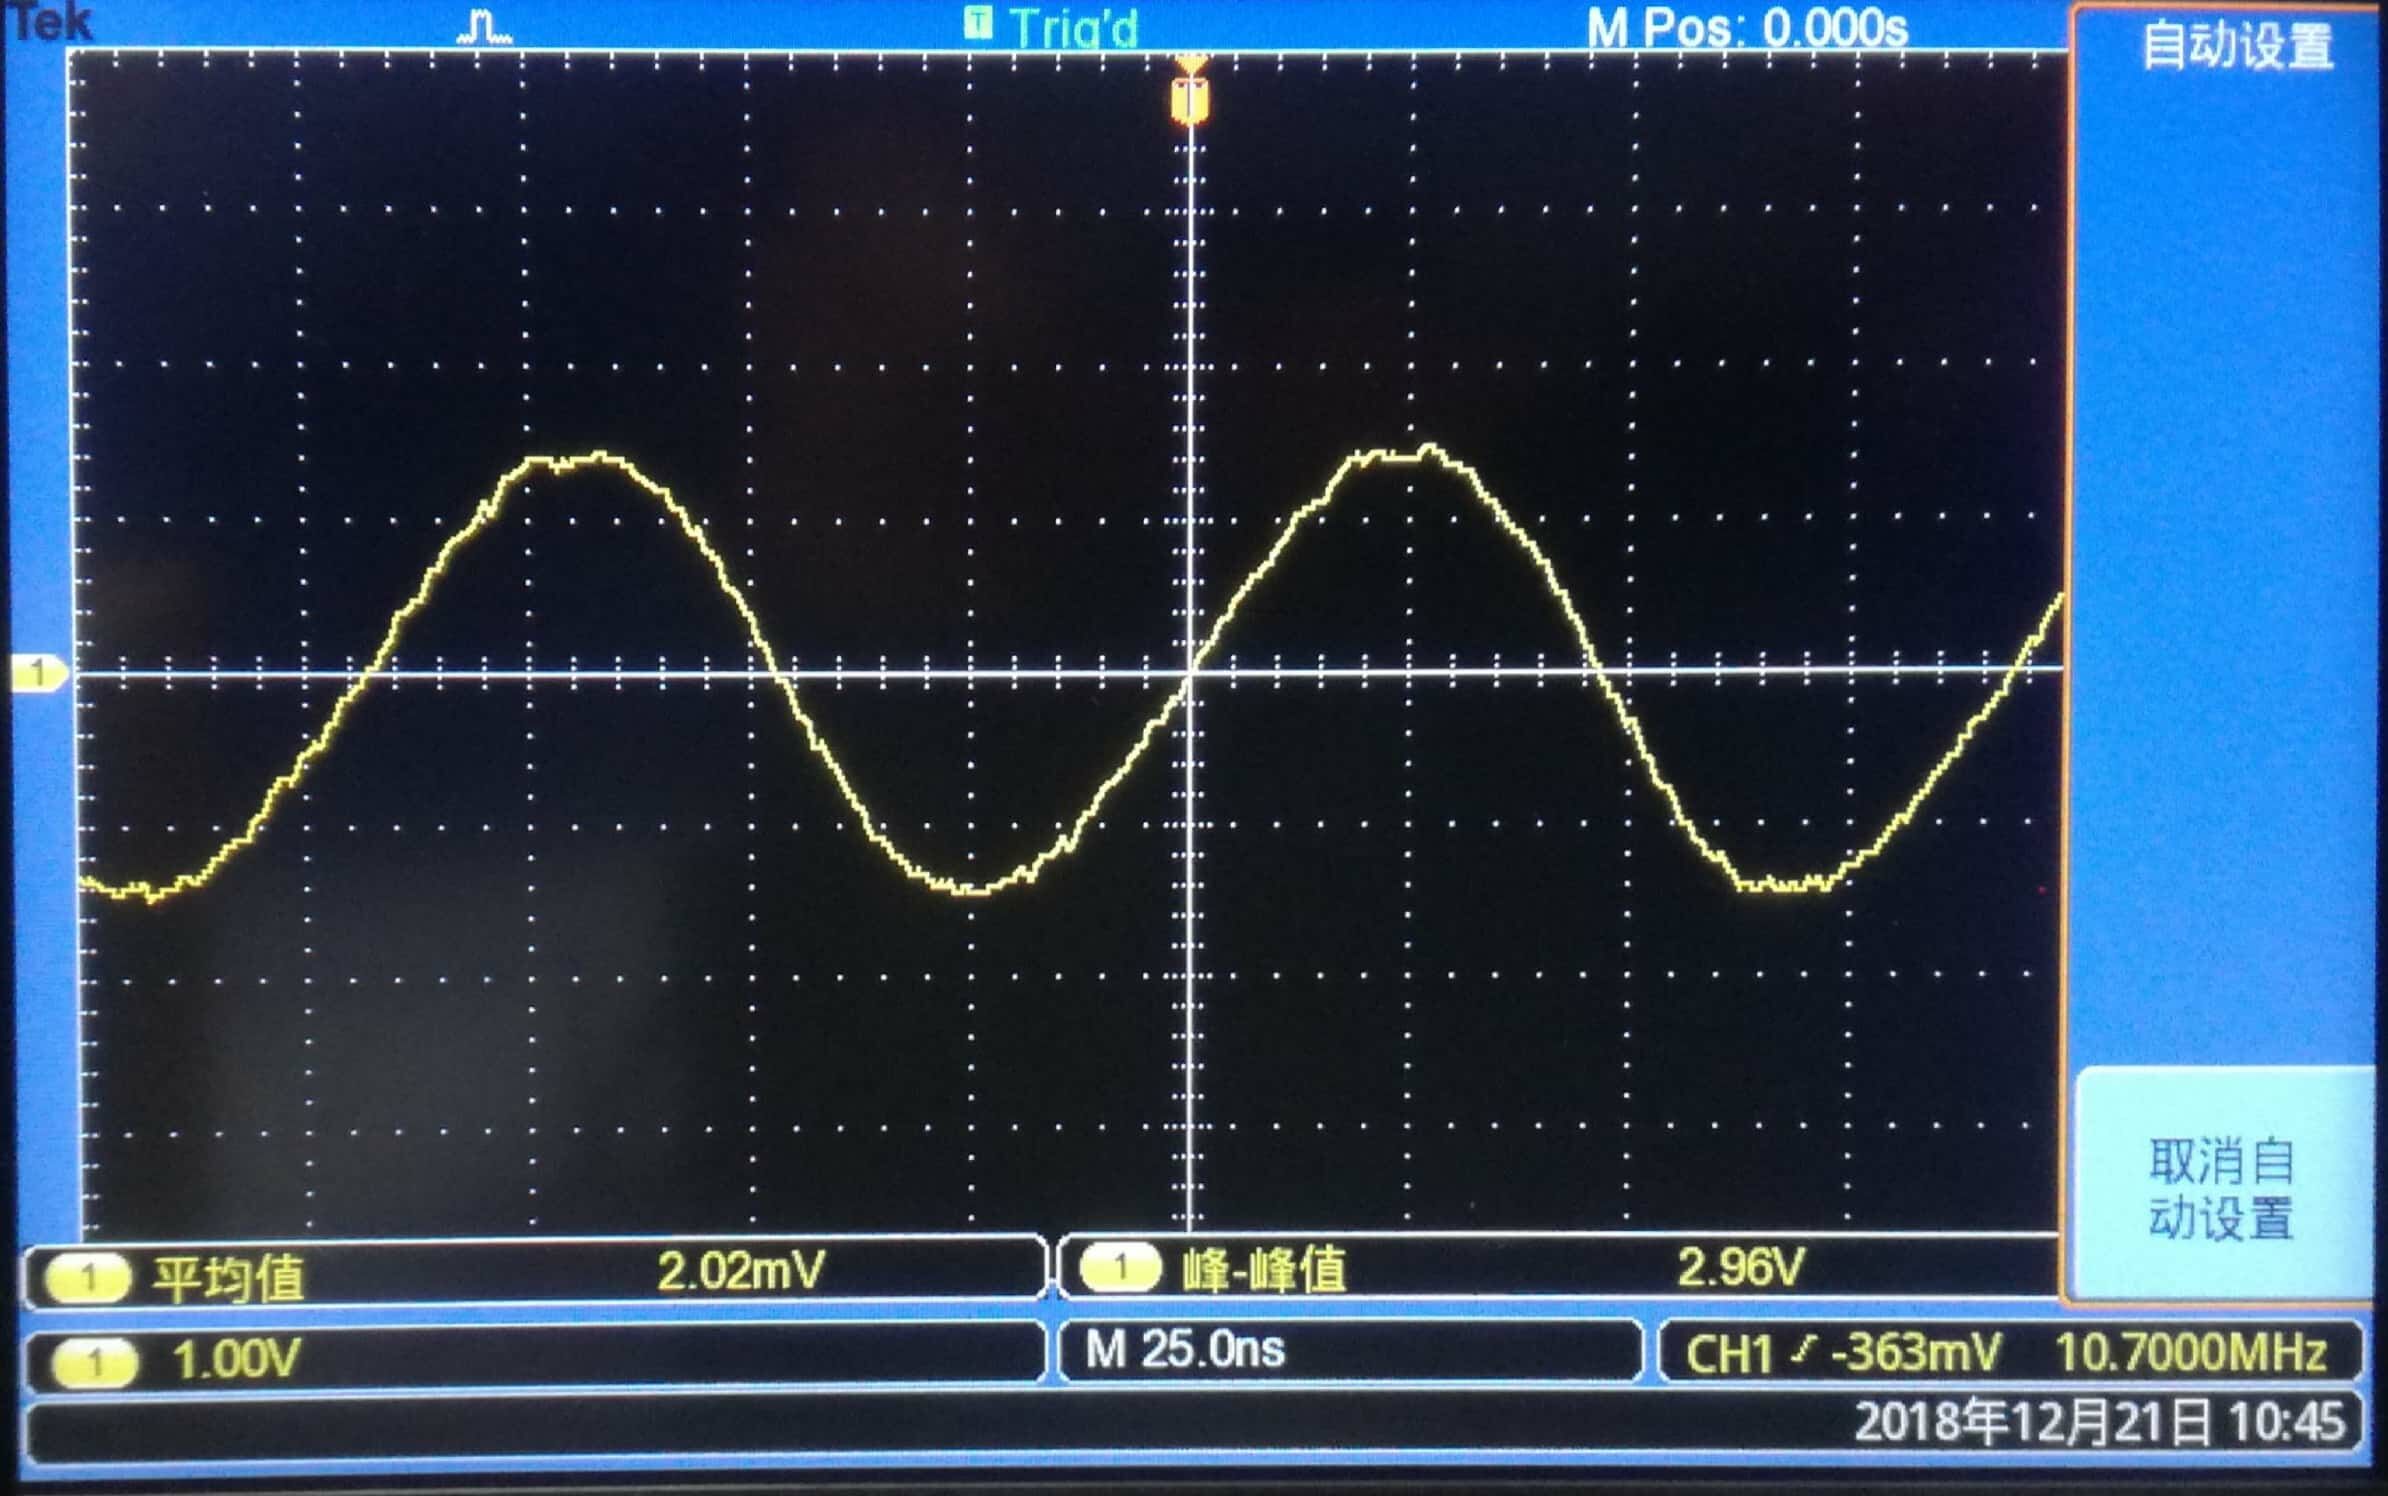 Tek
T Trig'd
M Pos: 0.000s
自动设置
T
1
取消自
动设置
1 平均值 2.02mV
1 峰-峰值 2.96V
1 1.00V
M 25.0ns
CH1 -363mV 10.7000MHz
2018年12月21日 10:45